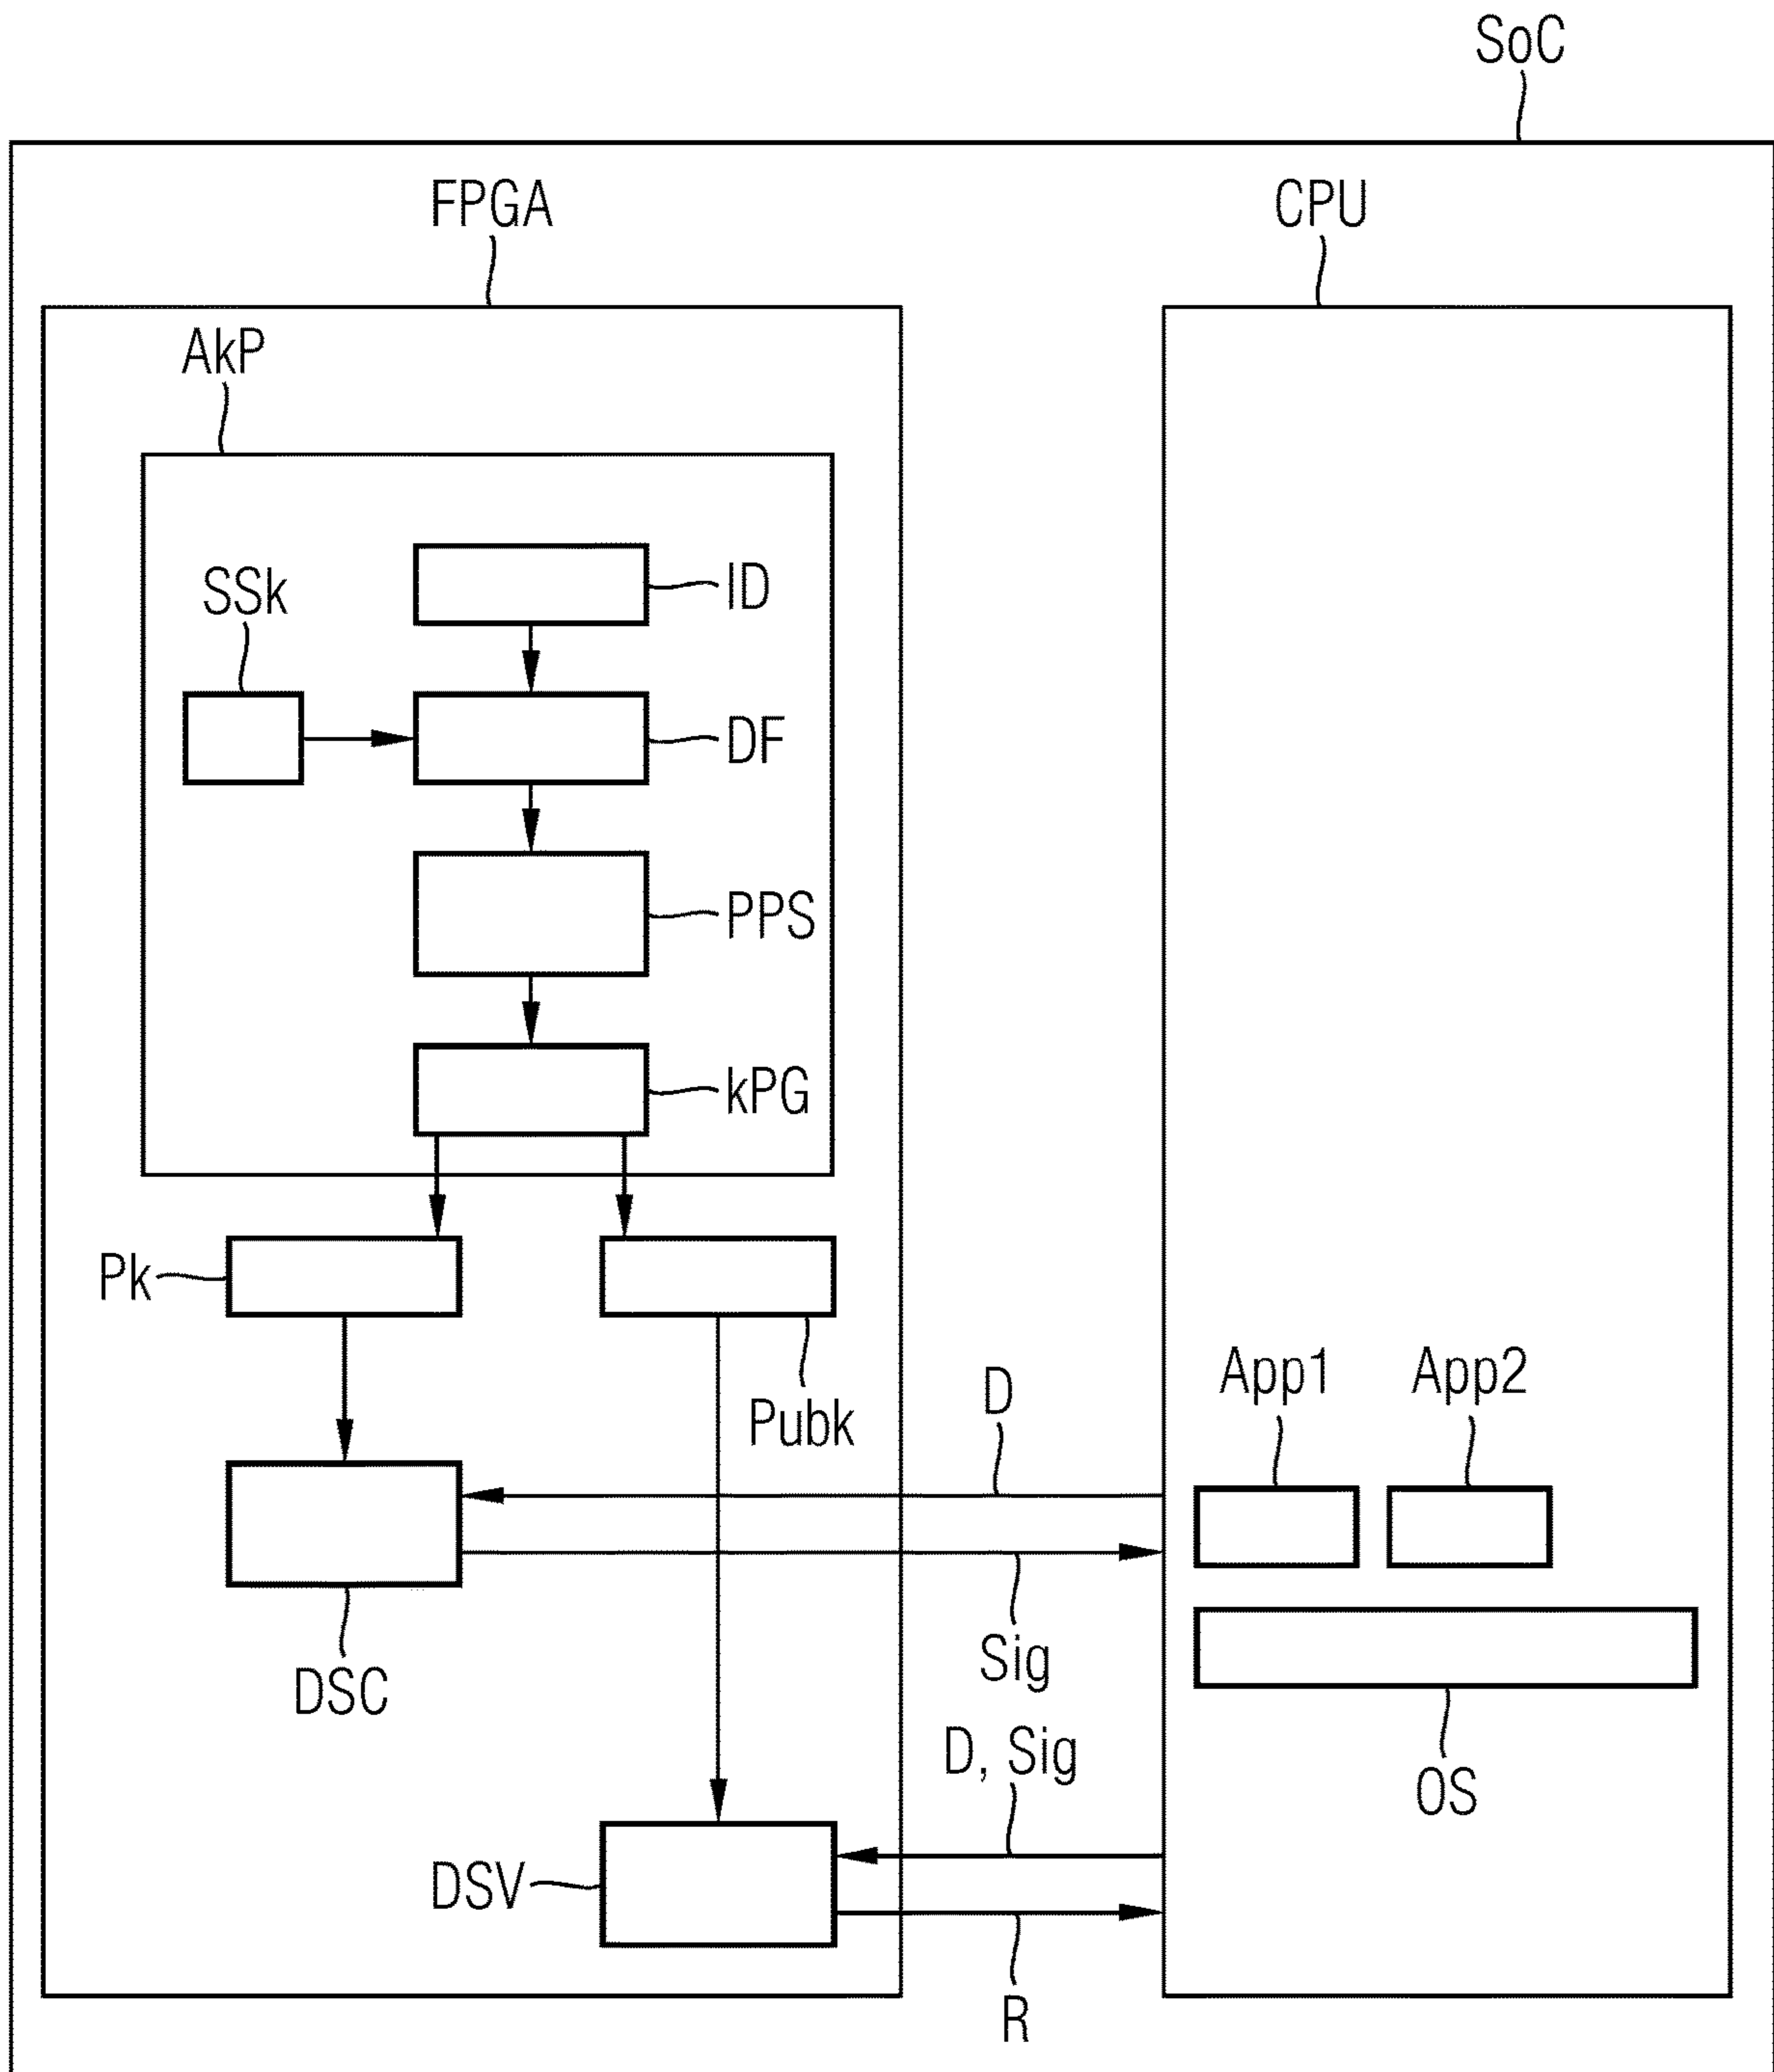 SoC
FPGA
CPU
AkP
ID
SSk
DF
PPS
kPG
Pk
Pubk
D
App1
App2
Sig
DSC
D, Sig
OS
DSV
R